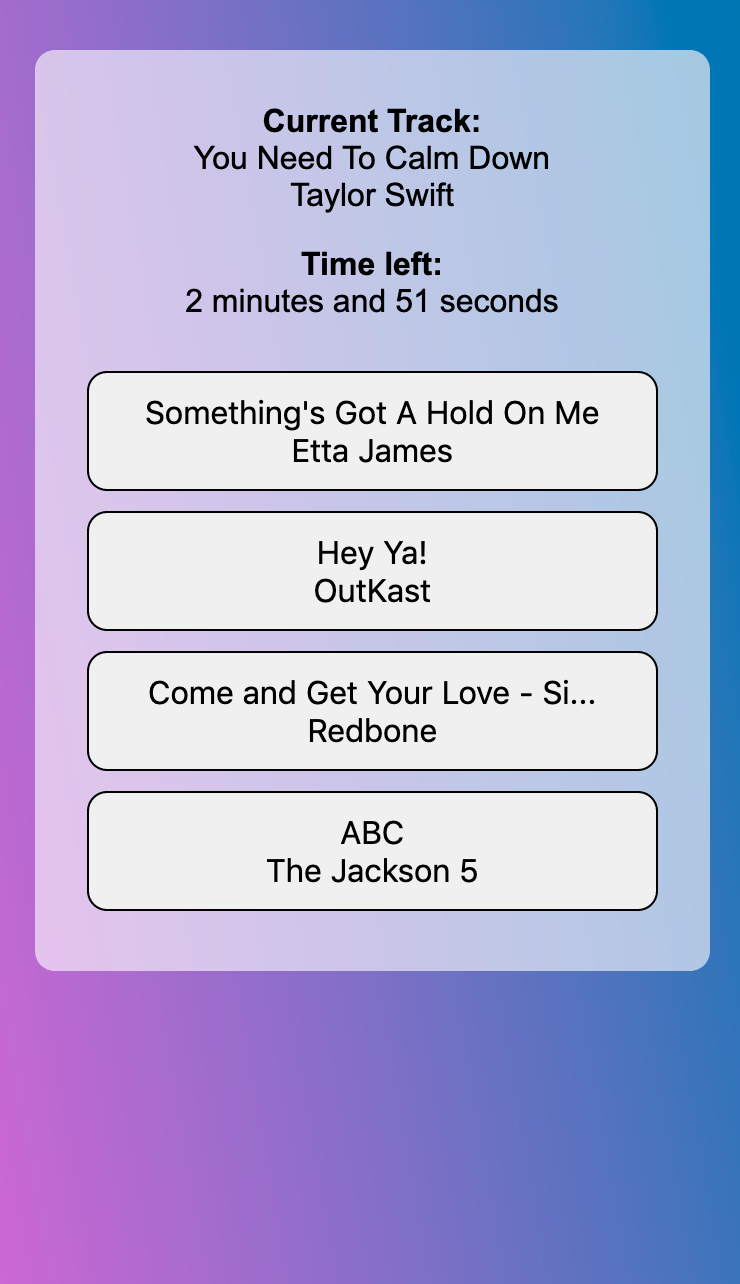 Current Track:
You Need To Calm Down
Taylor Swift
Time left:
2 minutes and 51 seconds
Something's Got A Hold On Me
Etta James
Hey Ya!
OutKast
Come and Get Your Love - Si...
Redbone
ABC
The Jackson 5